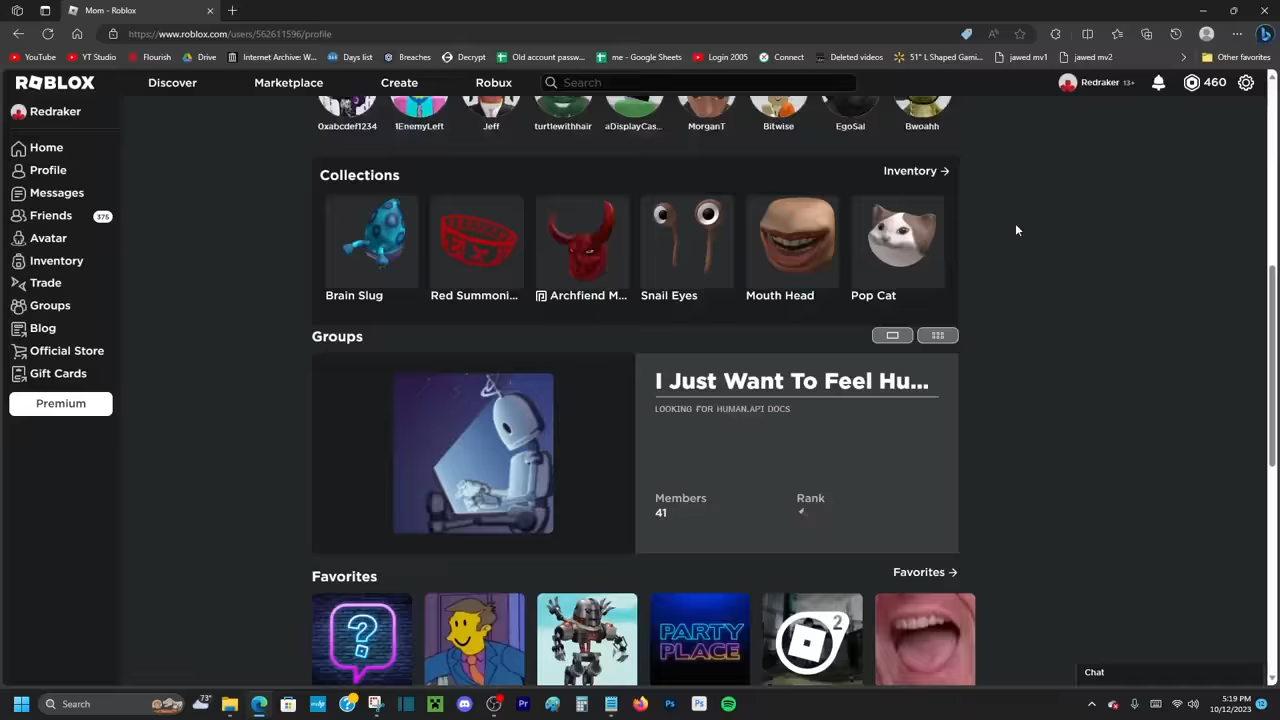 Mom - Roblox
https://www.roblox.com/users/562611596/profile
YouTube YT Studio Flourish Drive Internet Archive: W... Days list Breaches Decrypt Old account passw... me - Google Sheets Login 2005 Connect Deleted videos 51" L Shaped Gami... jawed mv1 jawed mv2 Other favorites
ROBLOX Discover Marketplace Create Robux Search Redraker 13+ 460
Redraker
Home
Profile
Messages
Friends 375
Avatar
Inventory
Trade
Groups
Blog
Official Store
Gift Cards
Premium
0xabcdef1234 1EnemyLeft Jeff turtlewithhair aDisplayCas... MorganT Bitwise EgoSal Bwoahh
Collections Inventory →
Brain Slug Red Summoni... Archfiend M... Snail Eyes Mouth Head Pop Cat
Groups
I Just Want To Feel Hu...
LOOKING FOR HUMAN.API DOCS
Members Rank
41
Favorites Favorites →
?
PARTY
PLACE
2
Chat
Search 73° 5:19 PM
10/12/2023